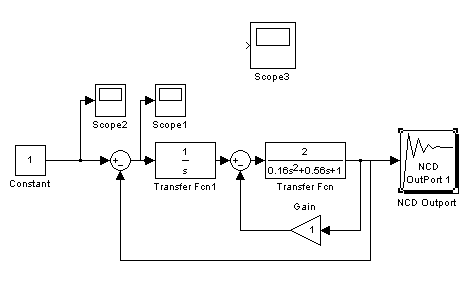 Scope3
Scope2
Scope1
1
Constant
+
-
1
s
Transfer Fcn1
+
-
2
0.16s²+0.56s+1
Transfer Fcn
NCD
OutPort 1
NCD Outport
Gain
1